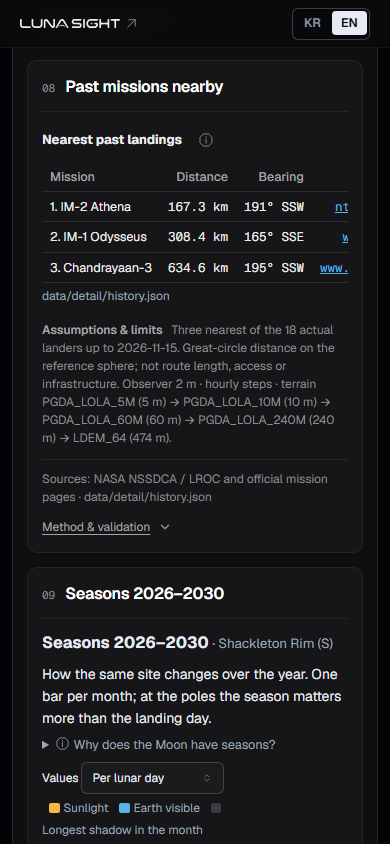 LUNA SIGHT ↗
KR EN
08 Past missions nearby
Nearest past landings ⓘ
Mission Distance Bearing
1. IM-2 Athena 167.3 km 191° SSW nt
2. IM-1 Odysseus 308.4 km 165° SSE
3. Chandrayaan-3 634.6 km 195° SSW www.
data/detail/history.json
Assumptions & limits Three nearest of the 18 actual
landers up to 2026-11-15. Great-circle distance on the
reference sphere; not route length, access or
infrastructure. Observer 2 m · hourly steps · terrain
PGDA_LOLA_5M (5 m) → PGDA_LOLA_10M (10 m) →
PGDA_LOLA_60M (60 m) → PGDA_LOLA_240M (240
m) → LDEM_64 (474 m).
Sources: NASA NSSDCA / LROC and official mission
pages · data/detail/history.json
Method & validation
09 Seasons 2026–2030
Seasons 2026–2030 · Shackleton Rim (S)
How the same site changes over the year. One
bar per month; at the poles the season matters
more than the landing day.
▶ ⓘ Why does the Moon have seasons?
Values Per lunar day
Sunlight Earth visible
Longest shadow in the month